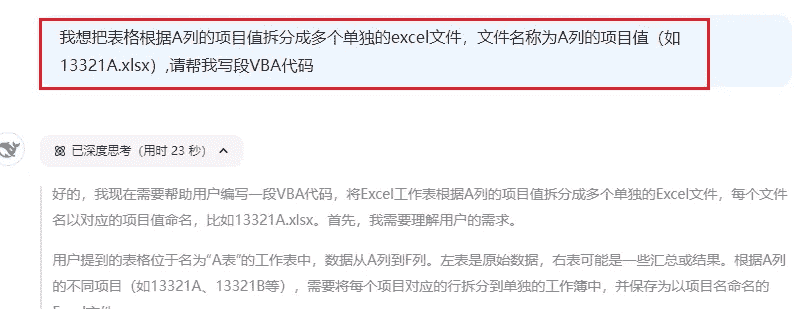 我想把表格根据A列的项目值拆分成多个单独的excel文件，文件名称为A列的项目值（如
13321A.xlsx）,请帮我写段VBA代码
已深度思考（用时 23 秒）
好的，我现在需要帮助用户编写一段VBA代码，将Excel工作表根据A列的项目值拆分成多个单独的Excel文件，每个文件
名以对应的项目值命名，比如13321A.xlsx。首先，我需要理解用户的需求。
用户提到的表格位于名为“A表”的工作表中，数据从A列到F列。左表是原始数据，右表可能是一些汇总或结果。根据A列
的不同项目（如13321A、13321B等），需要将每个项目对应的行拆分到单独的工作簿中，并保存为以项目名命名的